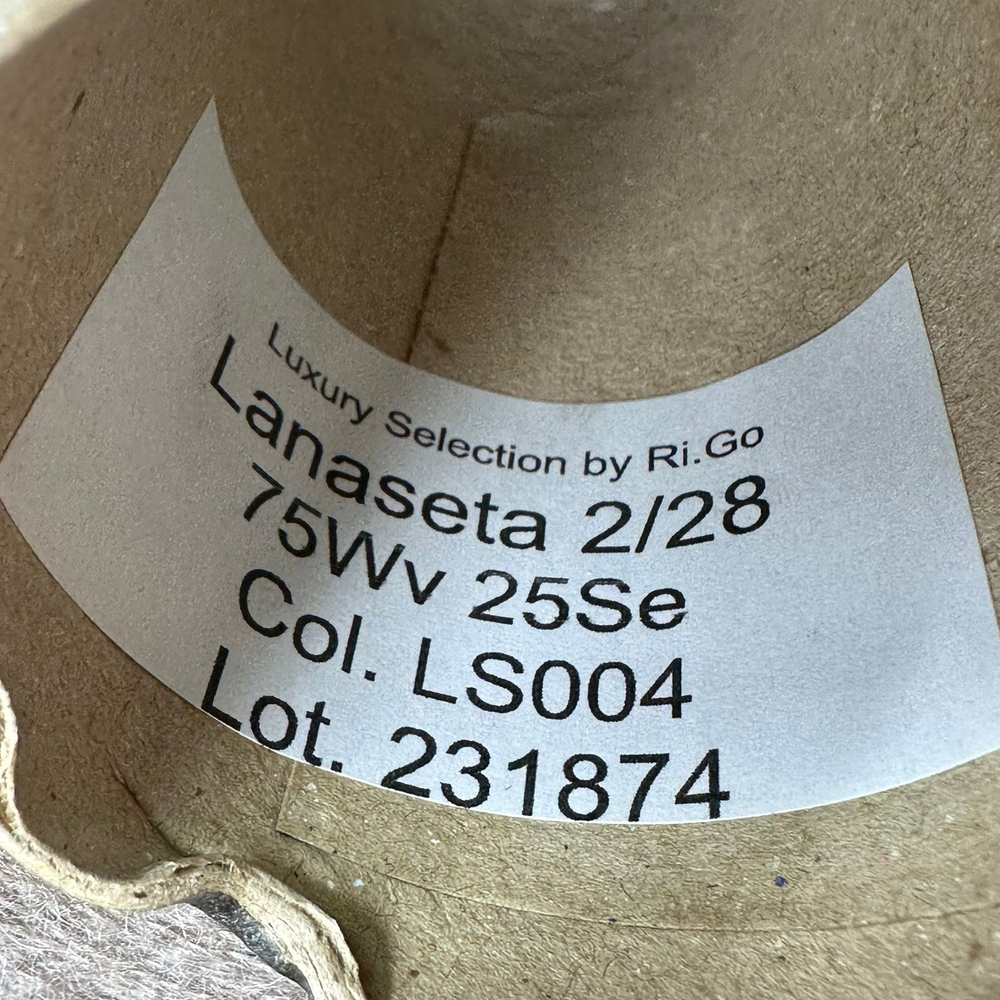 Luxury Selection by Ri.Go
Lanaseta 2/28
75Wv 25Se
Col. LS004
Lot. 231874